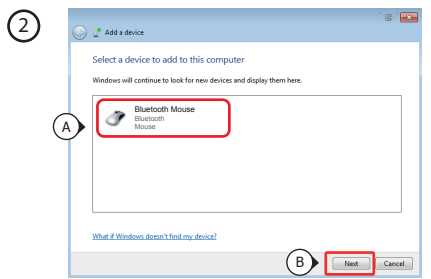 2
Add a device
Select a device to add to this computer
Windows will continue to look for new devices and display them here.
A
Bluetooth Mouse
Bluetooth
Mouse
What if Windows doesn't find my device?
B
Next Cancel